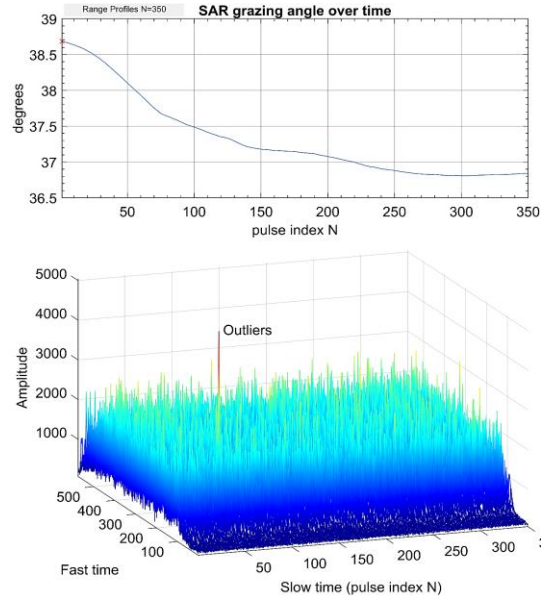 Range Profiles N=350
SAR grazing angle over time
39
38.5
38
37.5
37
36.5
degrees
50 100 150 200 250 300 350
pulse index N
5000
4000
3000
2000
1000
Amplitude
Outliers
500
400
300
200
100
Fast time
50 100 150 200 250 300 3
Slow time (pulse index N)